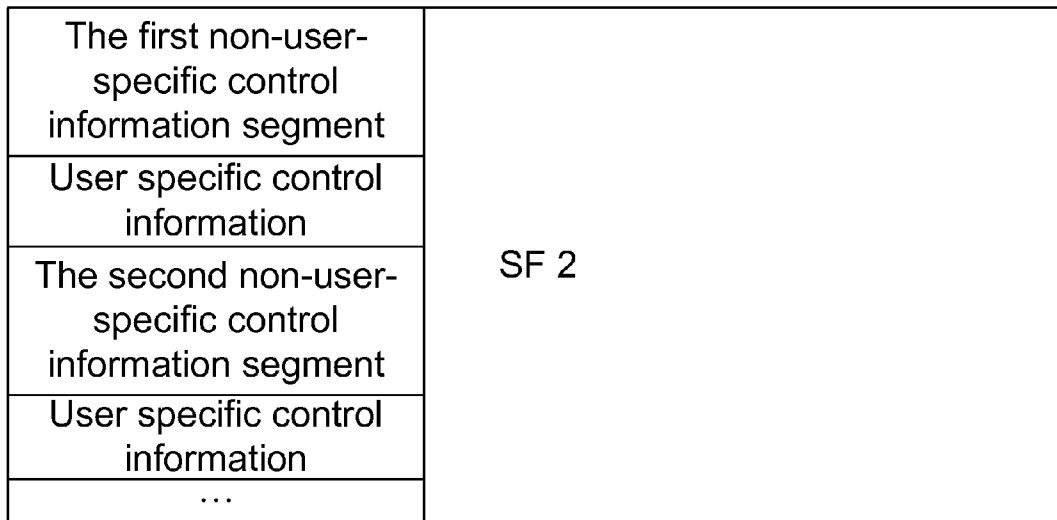 The first non-user-
specific control
information segment
User specific control
information
The second non-user-
specific control
information segment
User specific control
information
...
SF 2